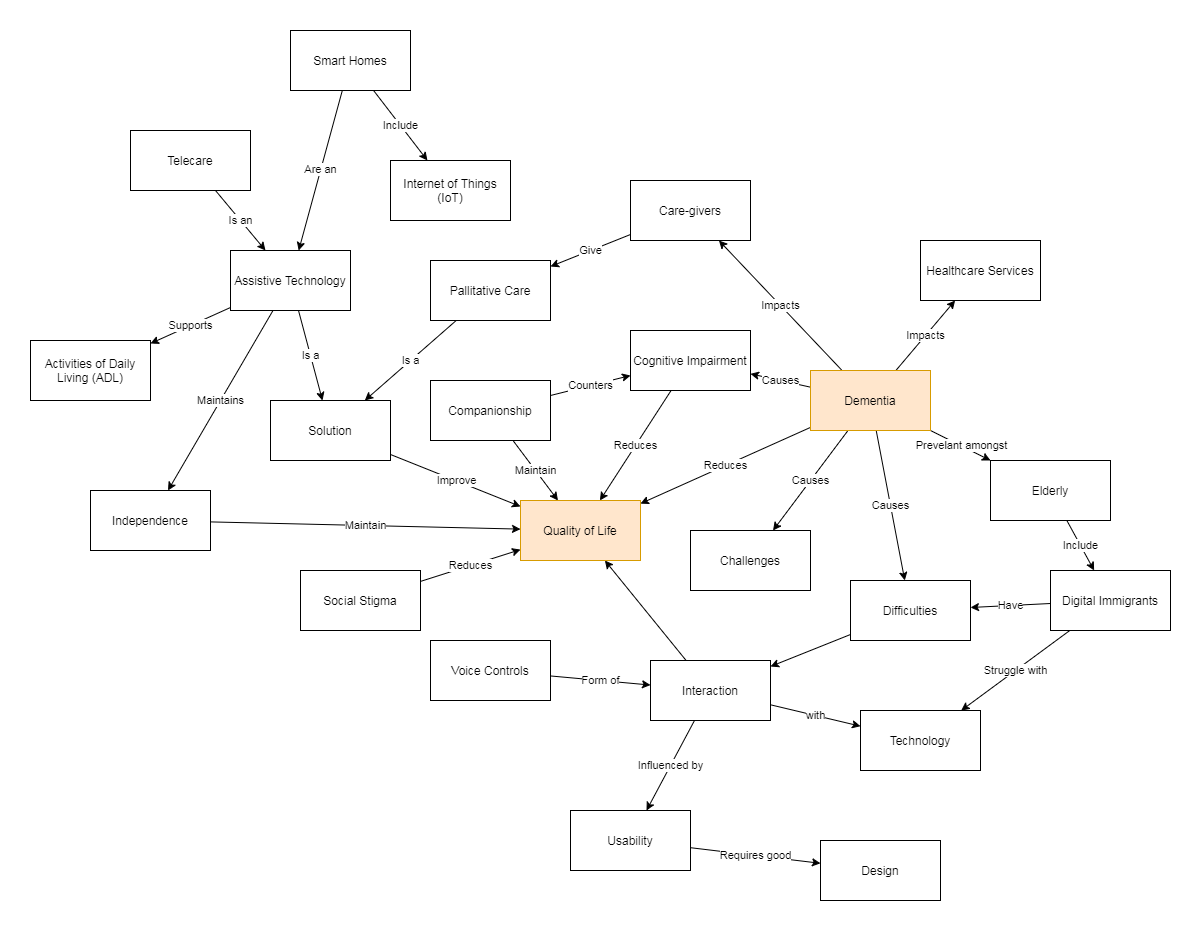 Smart Homes
Include
Telecare
Are an
Internet of Things
(IoT)
Care-givers
Is an
Give
Healthcare Services
Assistive Technology
Pallitative Care
Impacts
Supports
Impacts
Is a
Is a
Cognitive Impairment
Activities of Daily
Living (ADL)
Counters
Causes
Maintains
Dementia
Companionship
Solution
Reduces
Prevelant amongst
Reduces
Maintain
Improve
Causes
Elderly
Causes
Independence
Maintain
Quality of Life
Include
Challenges
Reduces
Social Stigma
Difficulties
Have
Digital Immigrants
Voice Controls
Form of
Struggle with
Interaction
with
Technology
Influenced by
Usability
Requires good
Design